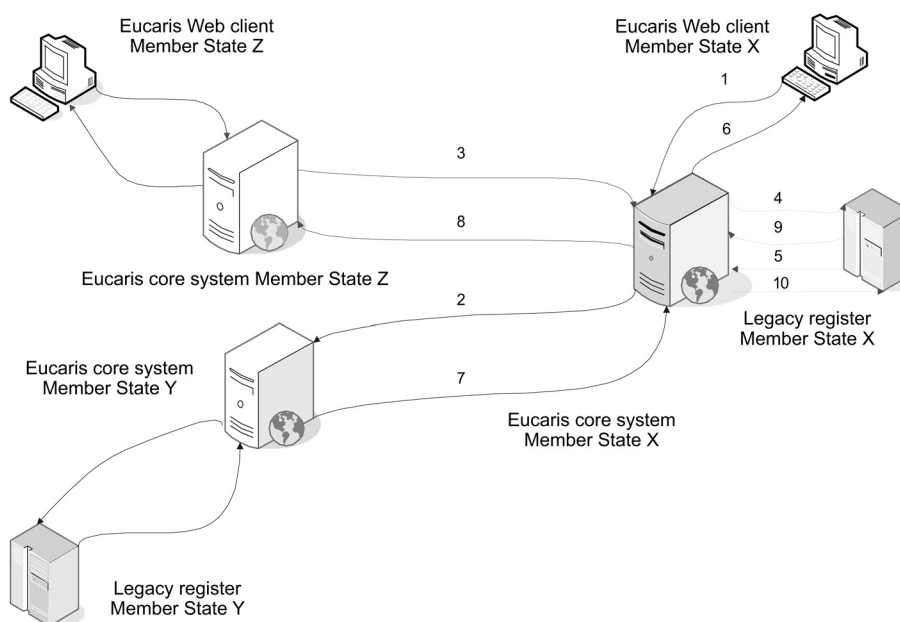 Eucaris Web client
Member State Z
Eucaris Web client
Member State X
1
6
3
4
8
9
5
10
Eucaris core system Member State Z
2
Legacy register
Member State X
Eucaris core system
Member State Y
7
Eucaris core system
Member State X
Legacy register
Member State Y